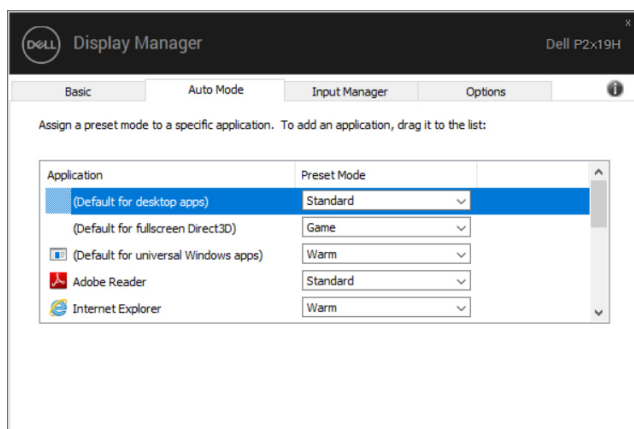 DELL
Display Manager
Dell P2x19H
Basic Auto Mode Input Manager Options
Assign a preset mode to a specific application. To add an application, drag it to the list:
Application Preset Mode
(Default for desktop apps) Standard
(Default for fullscreen Direct3D) Game
(Default for universal Windows apps) Warm
Adobe Reader Standard
Internet Explorer Warm